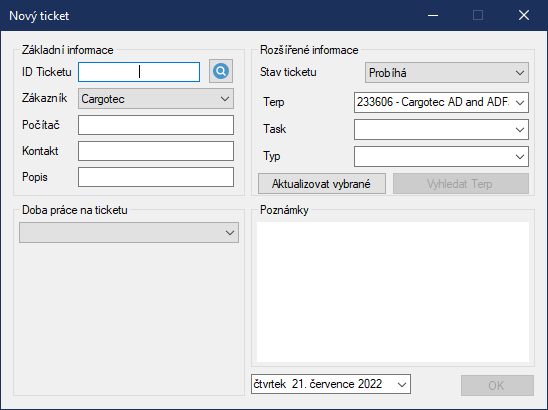 Nový ticket
Základní informace
ID Ticketu
Zákazník
Cargotec
Počítač
Kontakt
Popis
Rozšířené informace
Stav ticketu
Probíhá
Terp
233606 - Cargotec AD and ADF.
Task
Typ
Aktualizovat vybrané
Vyhledat Terp
Doba práce na ticketu
Poznámky
čtvrtek 21. července 2022
OK